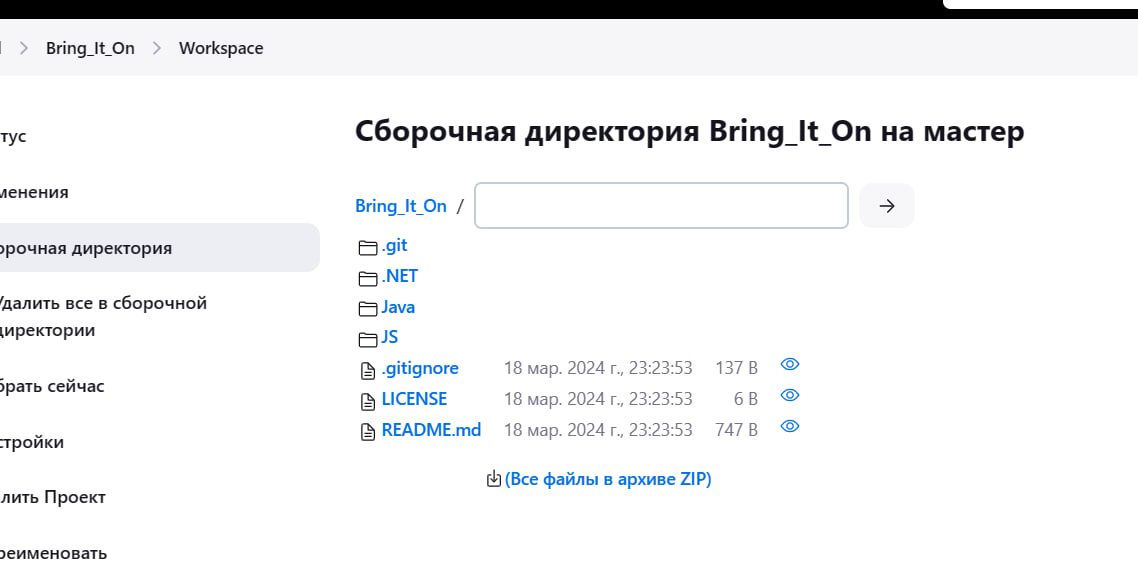 Bring_It_On > Workspace
Сборочная директория Bring_It_On на мастер
Bring_It_On /
.git
.NET
Java
JS
.gitignore 18 мар. 2024 г., 23:23:53 137 B
LICENSE 18 мар. 2024 г., 23:23:53 6 B
README.md 18 мар. 2024 г., 23:23:53 747 B
(Все файлы в архиве ZIP)
тус
менения
орочная директория
Удалить все в сборочной
директории
брать сейчас
стройки
лить Проект
реименовать